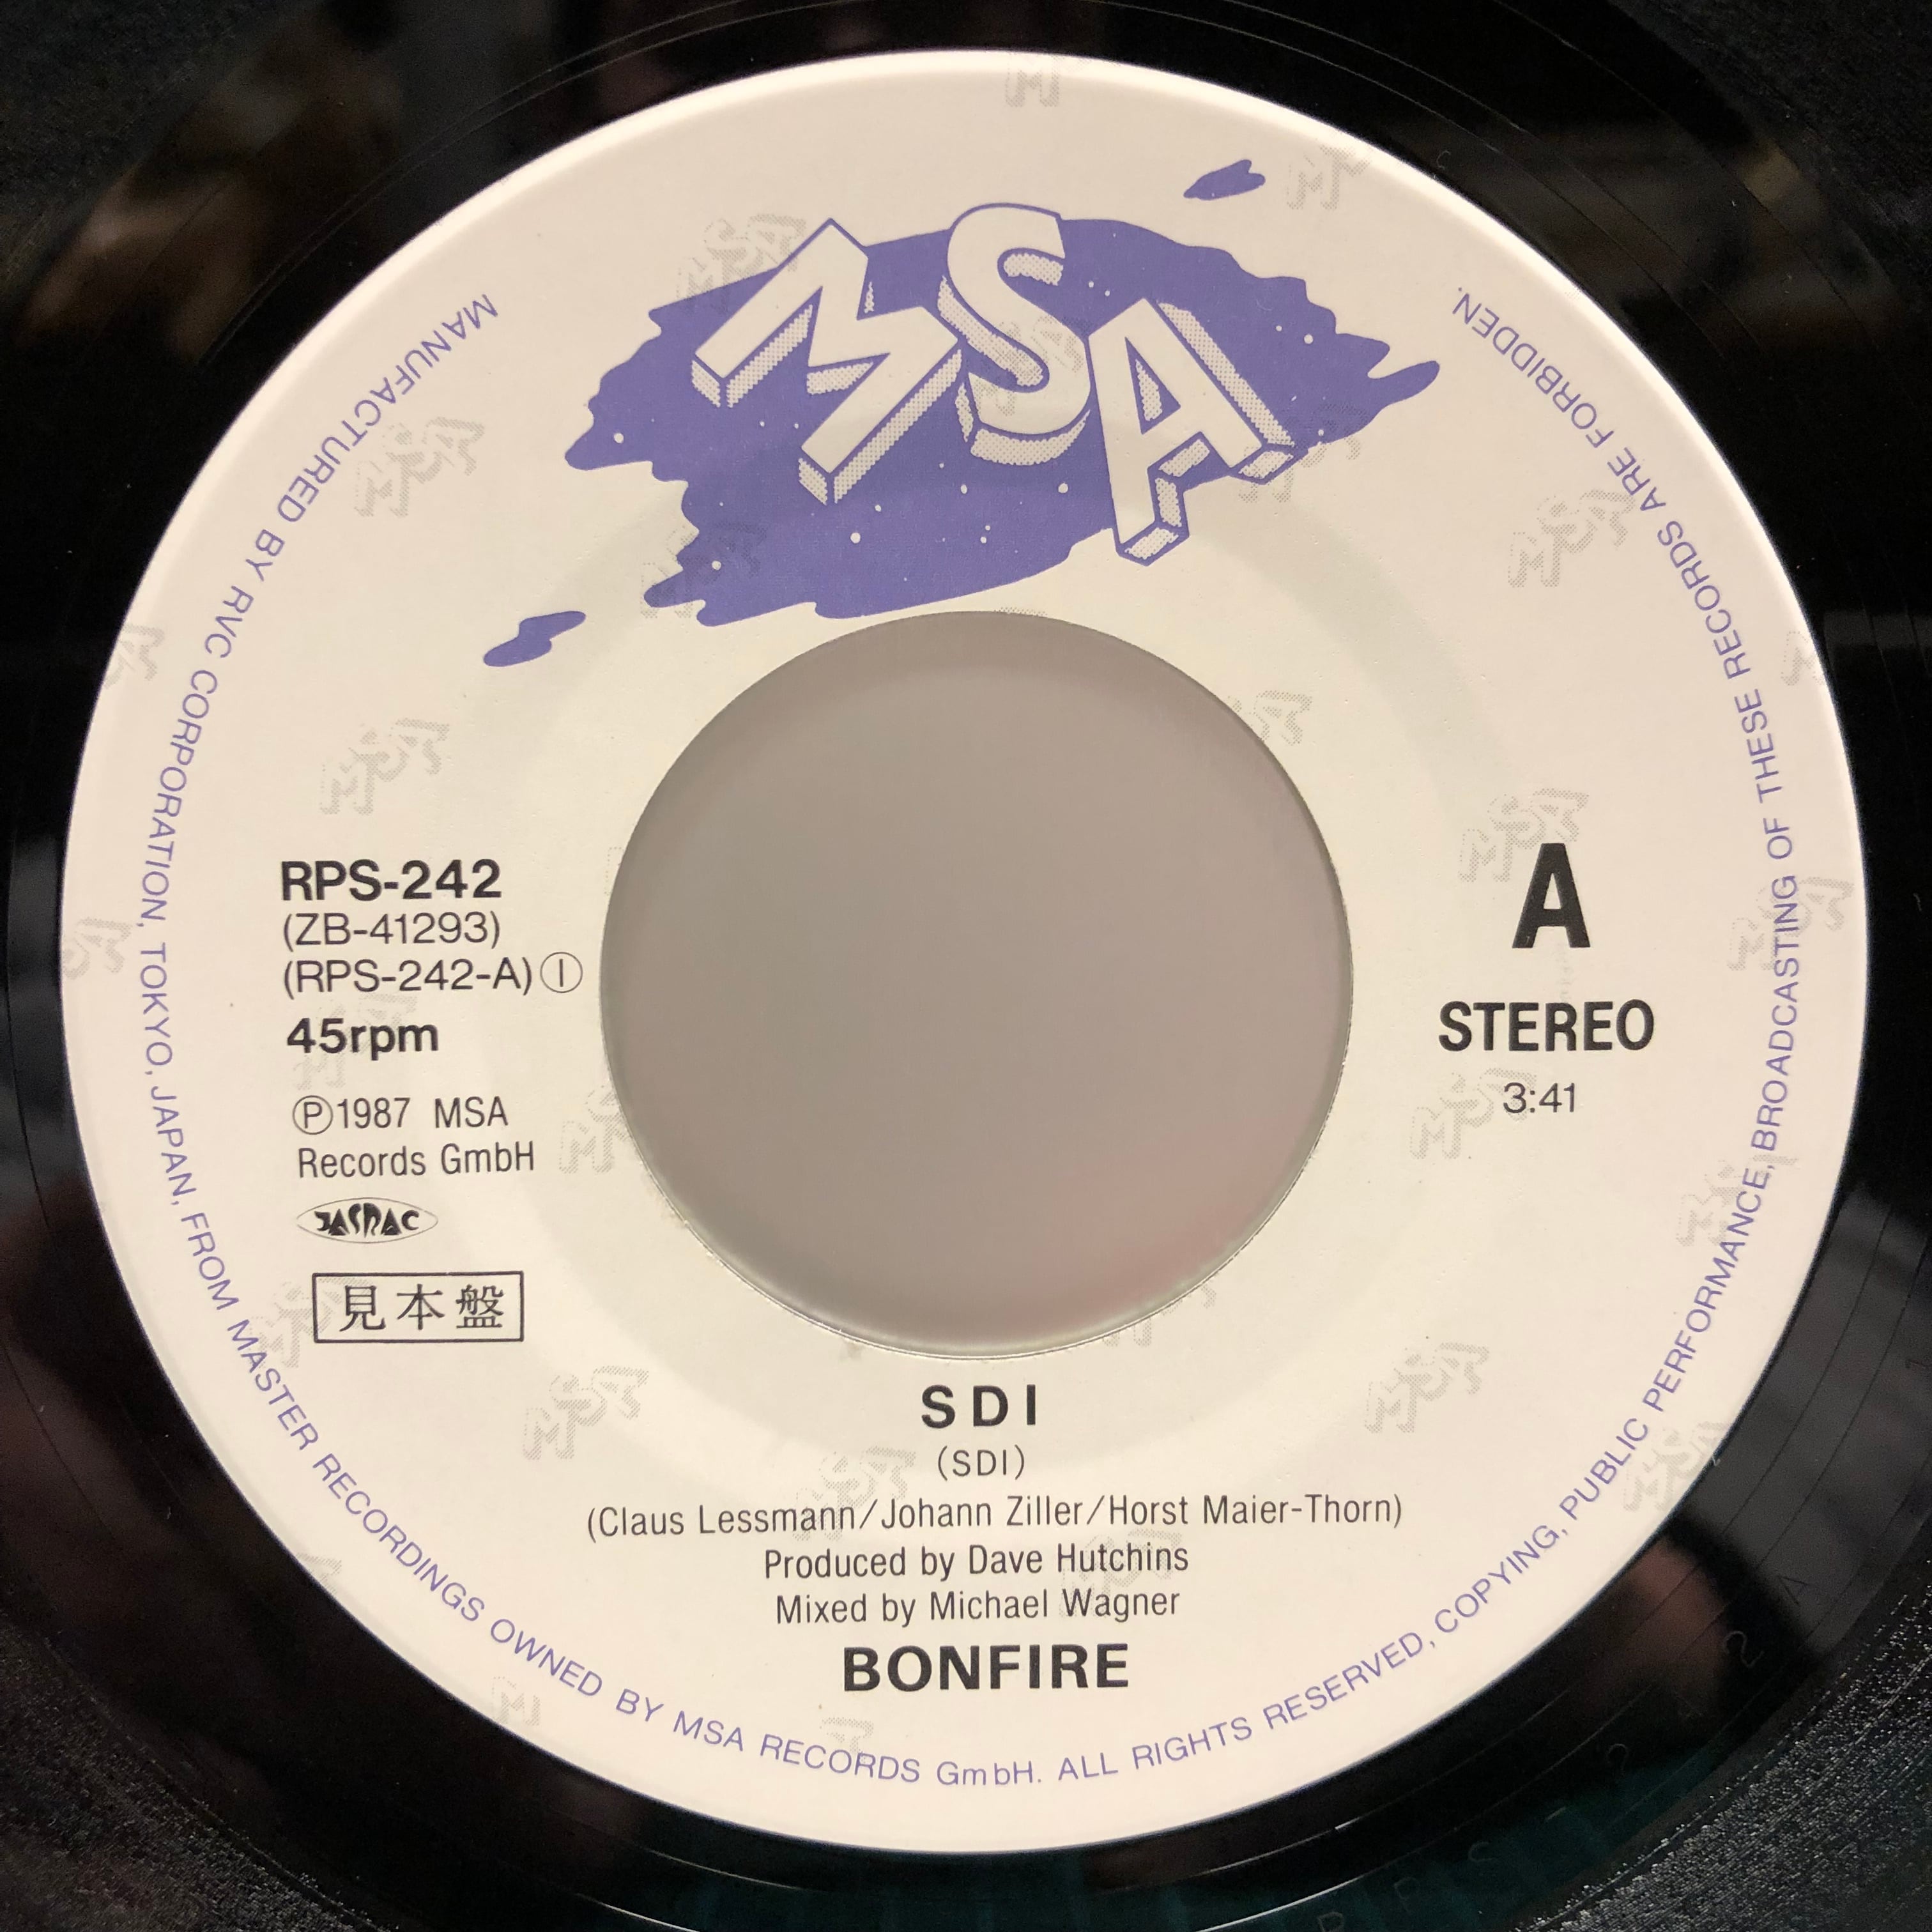 MSA
MANUFACTURED BY RVC CORPORATION, TOKYO, JAPAN, FROM MASTER RECORDINGS OWNED BY MSA RECORDS GmbH. ALL RIGHTS RESERVED, COPYING, PUBLIC PERFORMANCE, BROADCASTING OF THESE RECORDS ARE FORBIDDEN.
RPS-242
(ZB-41293)
(RPS-242-A) Ⓘ
45rpm
Ⓟ1987 MSA
Records GmbH
JASRAC
見本盤
A
STEREO
3:41
SDI
(SDI)
(Claus Lessmann/Johann Ziller/Horst Maier-Thorn)
Produced by Dave Hutchins
Mixed by Michael Wagner
BONFIRE